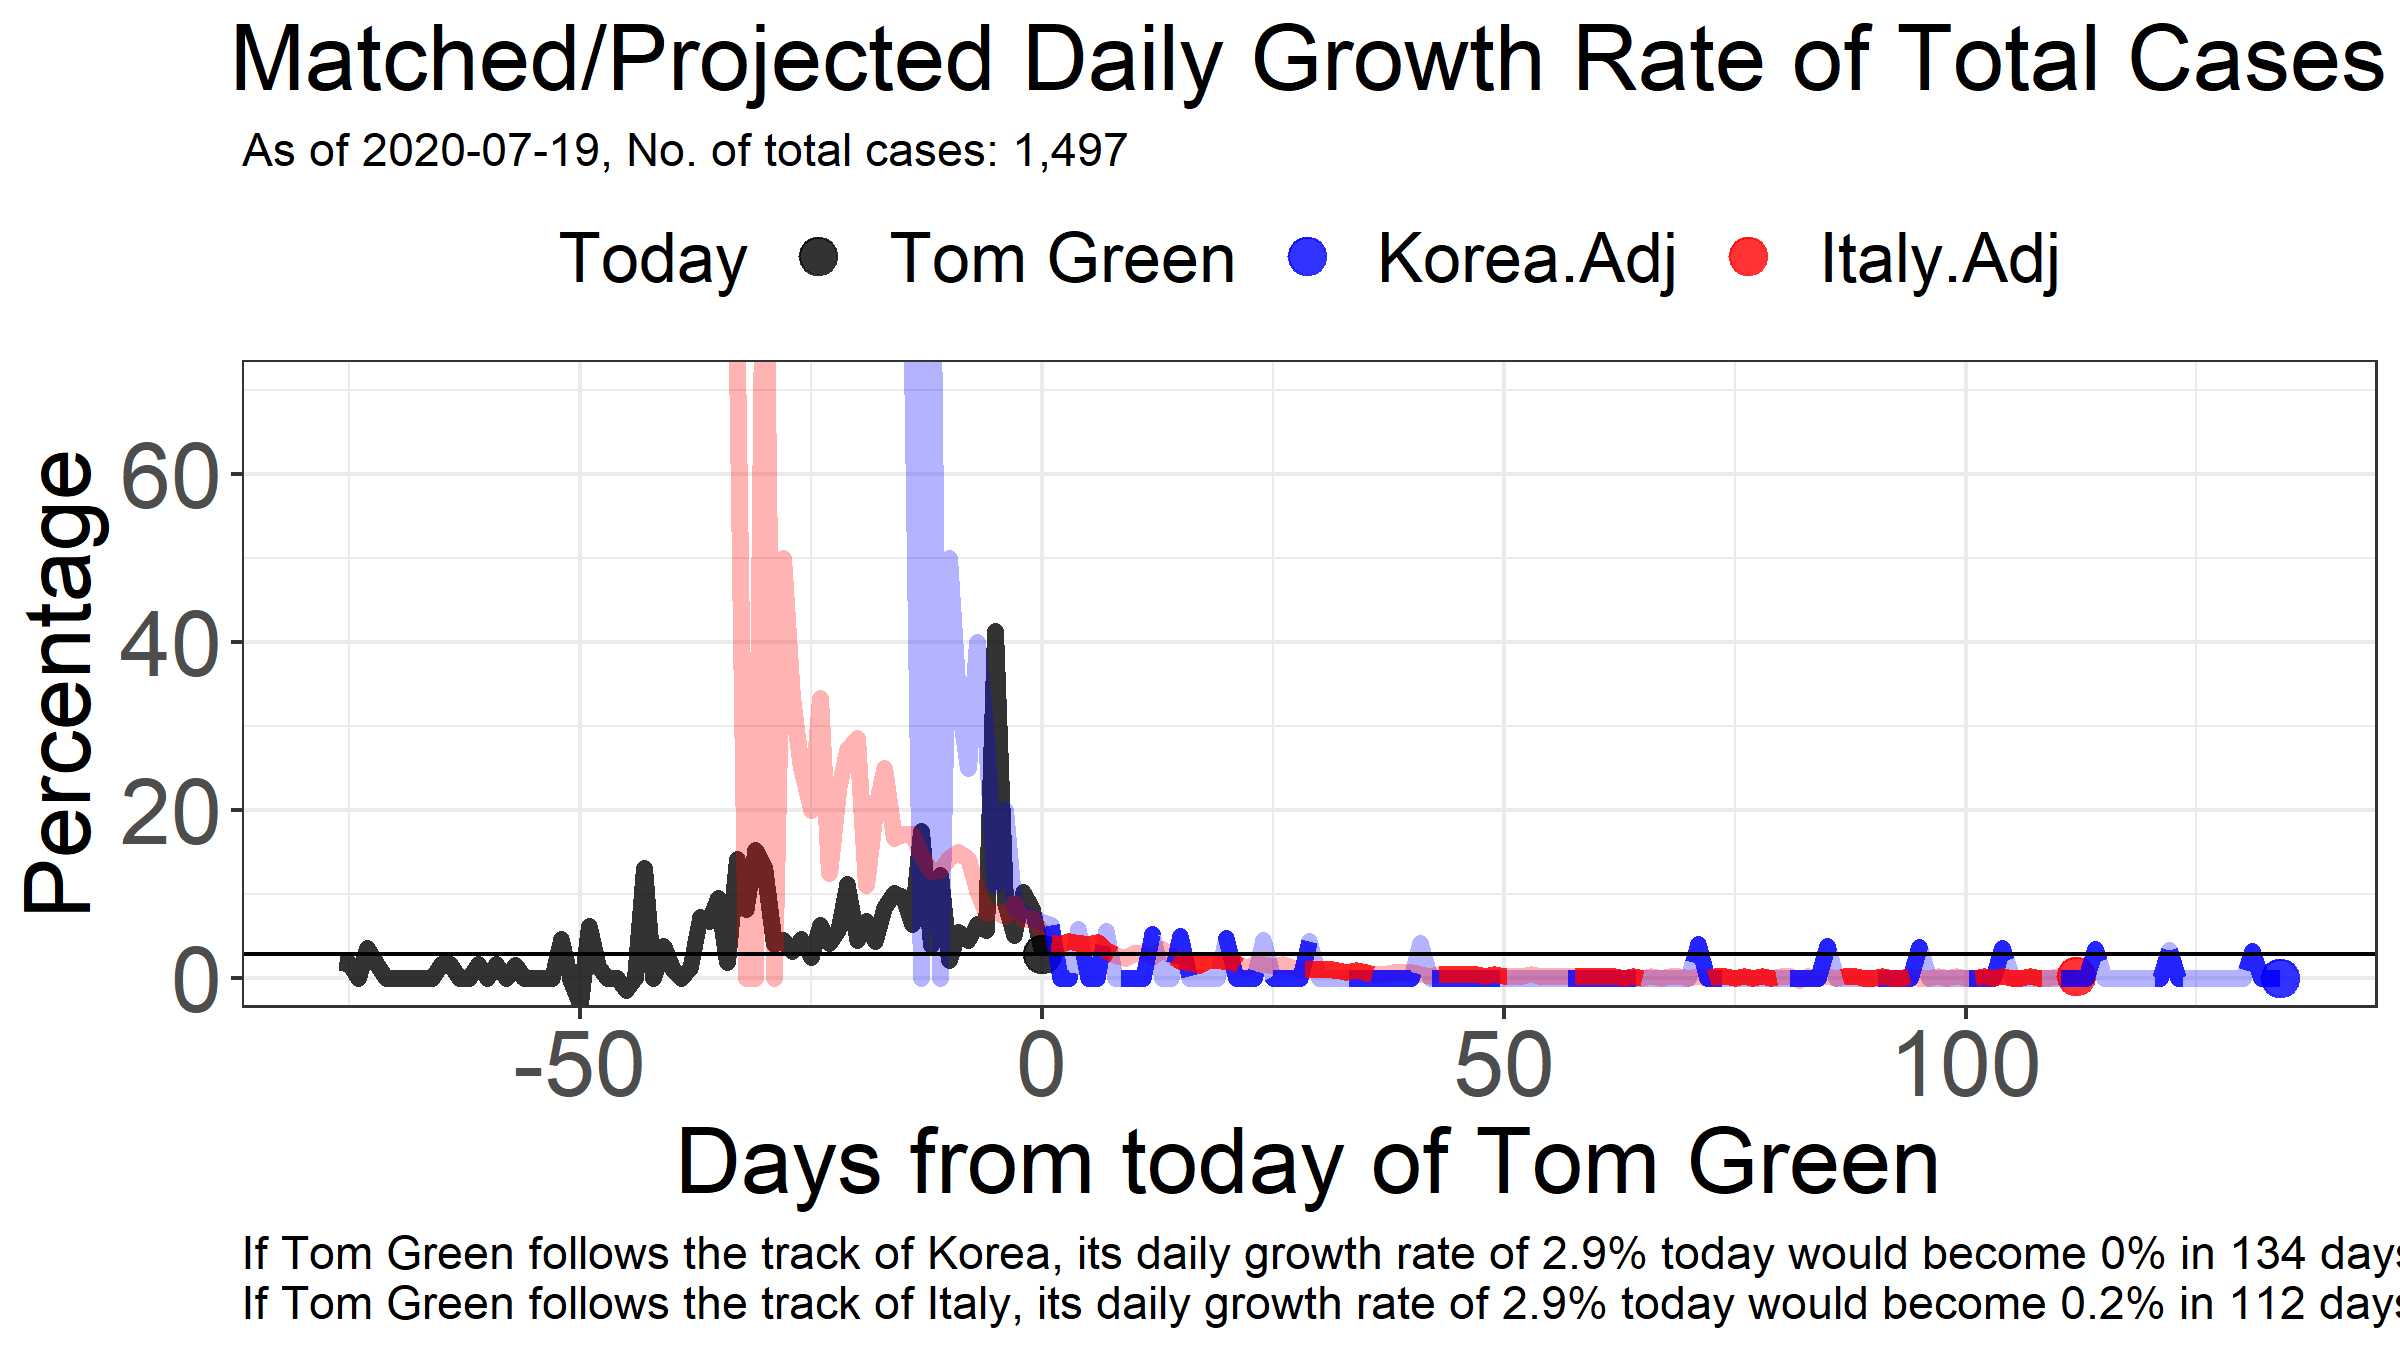 Matched/Projected Daily Growth Rate of Total Cases
As of 2020-07-19, No. of total cases: 1,497
Today Tom Green Korea.Adj Italy.Adj
Percentage
60
40
20
0
-50 0 50 100
Days from today of Tom Green
If Tom Green follows the track of Korea, its daily growth rate of 2.9% today would become 0% in 134 days
If Tom Green follows the track of Italy, its daily growth rate of 2.9% today would become 0.2% in 112 days